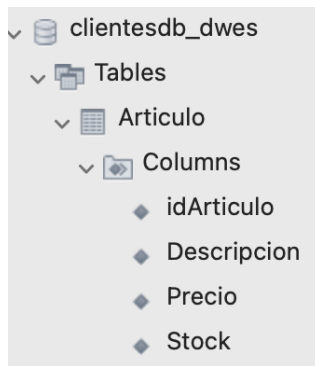 clientesdb_dwes
Tables
Articulo
Columns
idArticulo
Descripcion
Precio
Stock